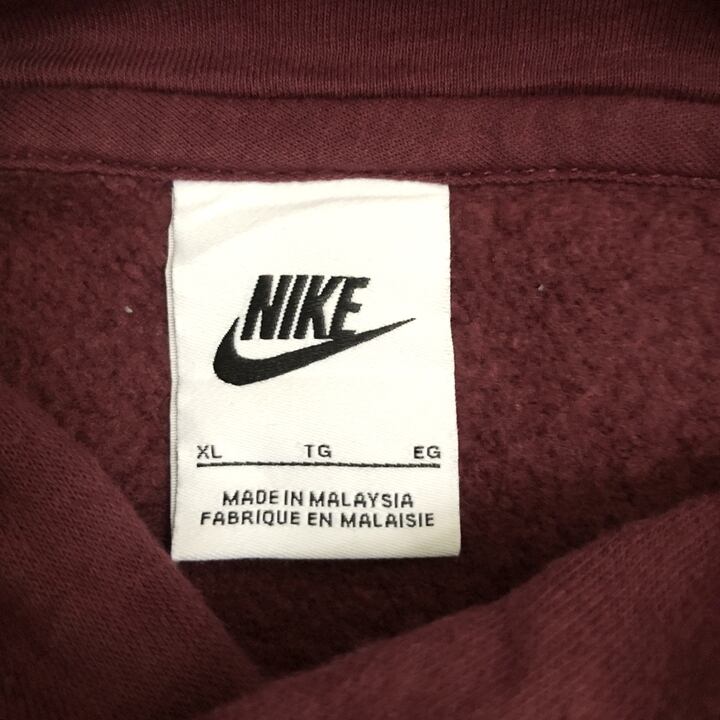 NIKE
XL TG EG
MADE IN MALAYSIA
FABRIQUE EN MALAISIE